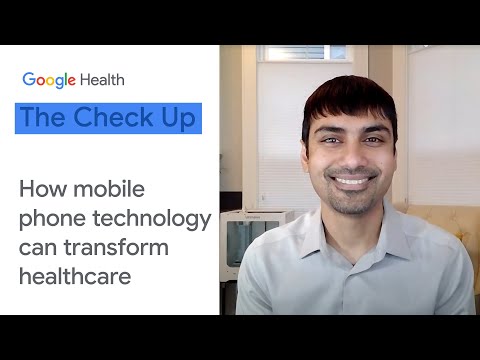 Google Health
The Check Up
How mobile
phone technology
can transform
healthcare